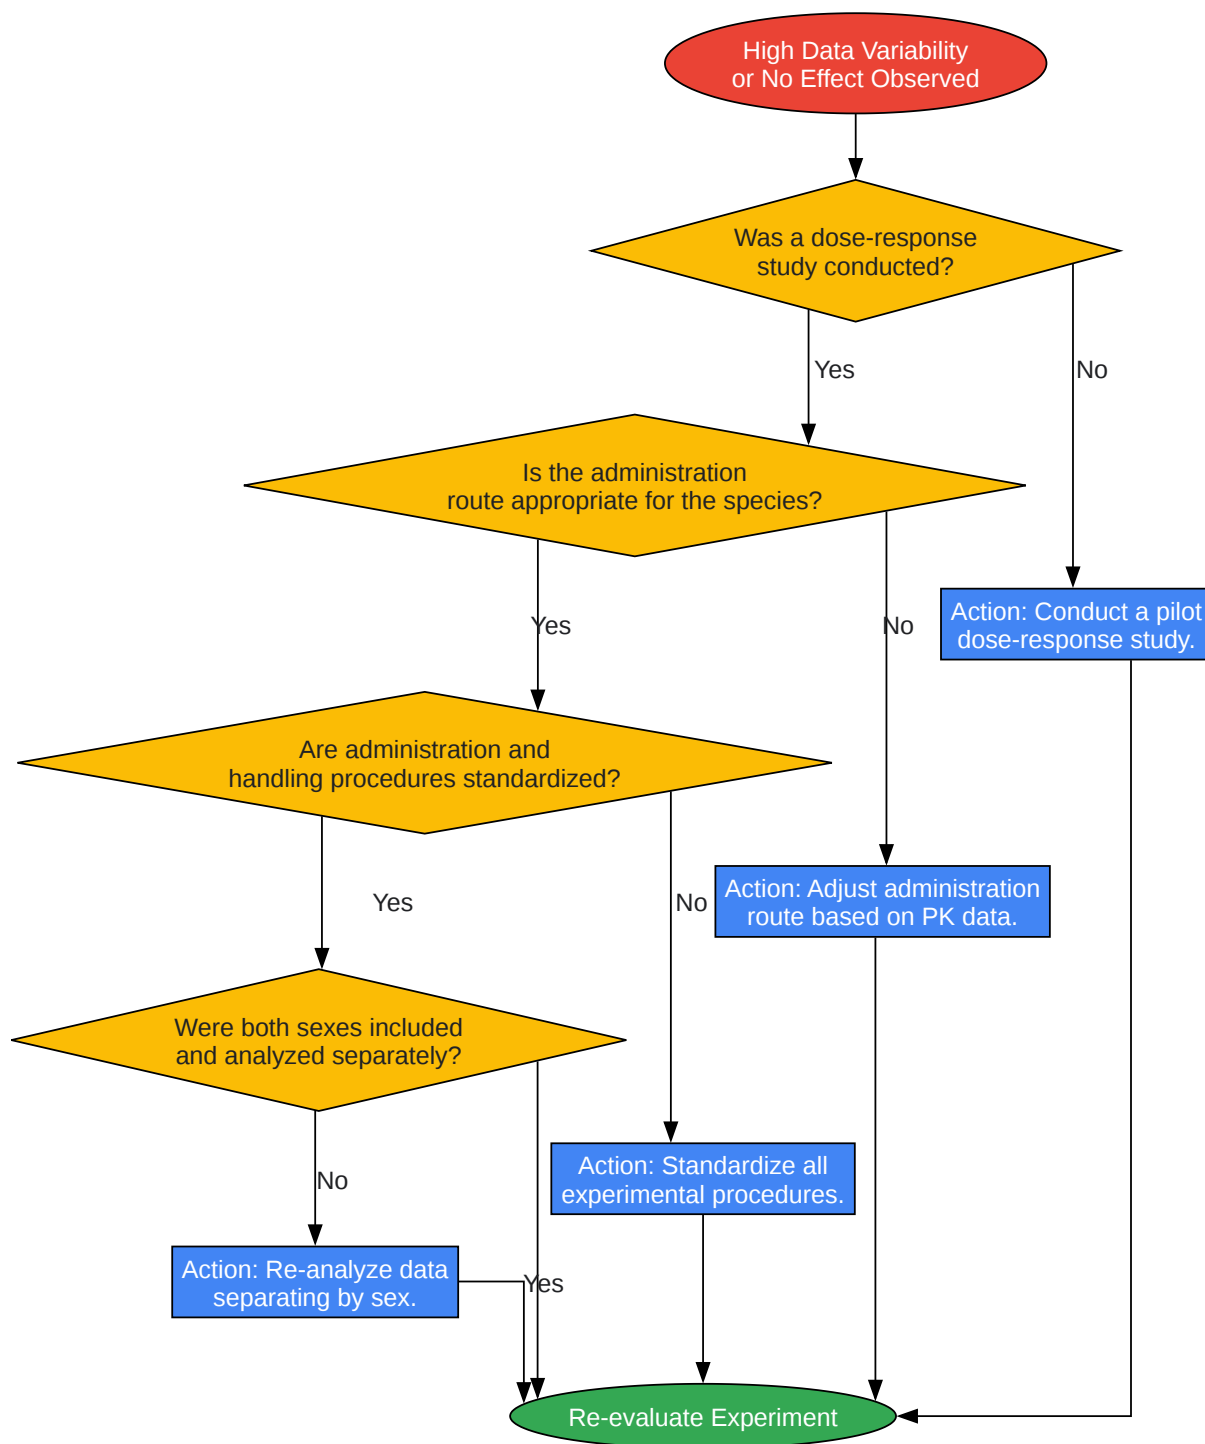 High Data Variability
or No Effect Observed
Was a dose-response
study conducted?
Yes
No
Is the administration
route appropriate for the species?
Action: Conduct a pilot
dose-response study.
Yes
No
Are administration and
handling procedures standardized?
Action: Adjust administration
route based on PK data.
Yes
No
Were both sexes included
and analyzed separately?
Action: Standardize all
experimental procedures.
No
Action: Re-analyze data
separating by sex.
Yes
Re-evaluate Experiment